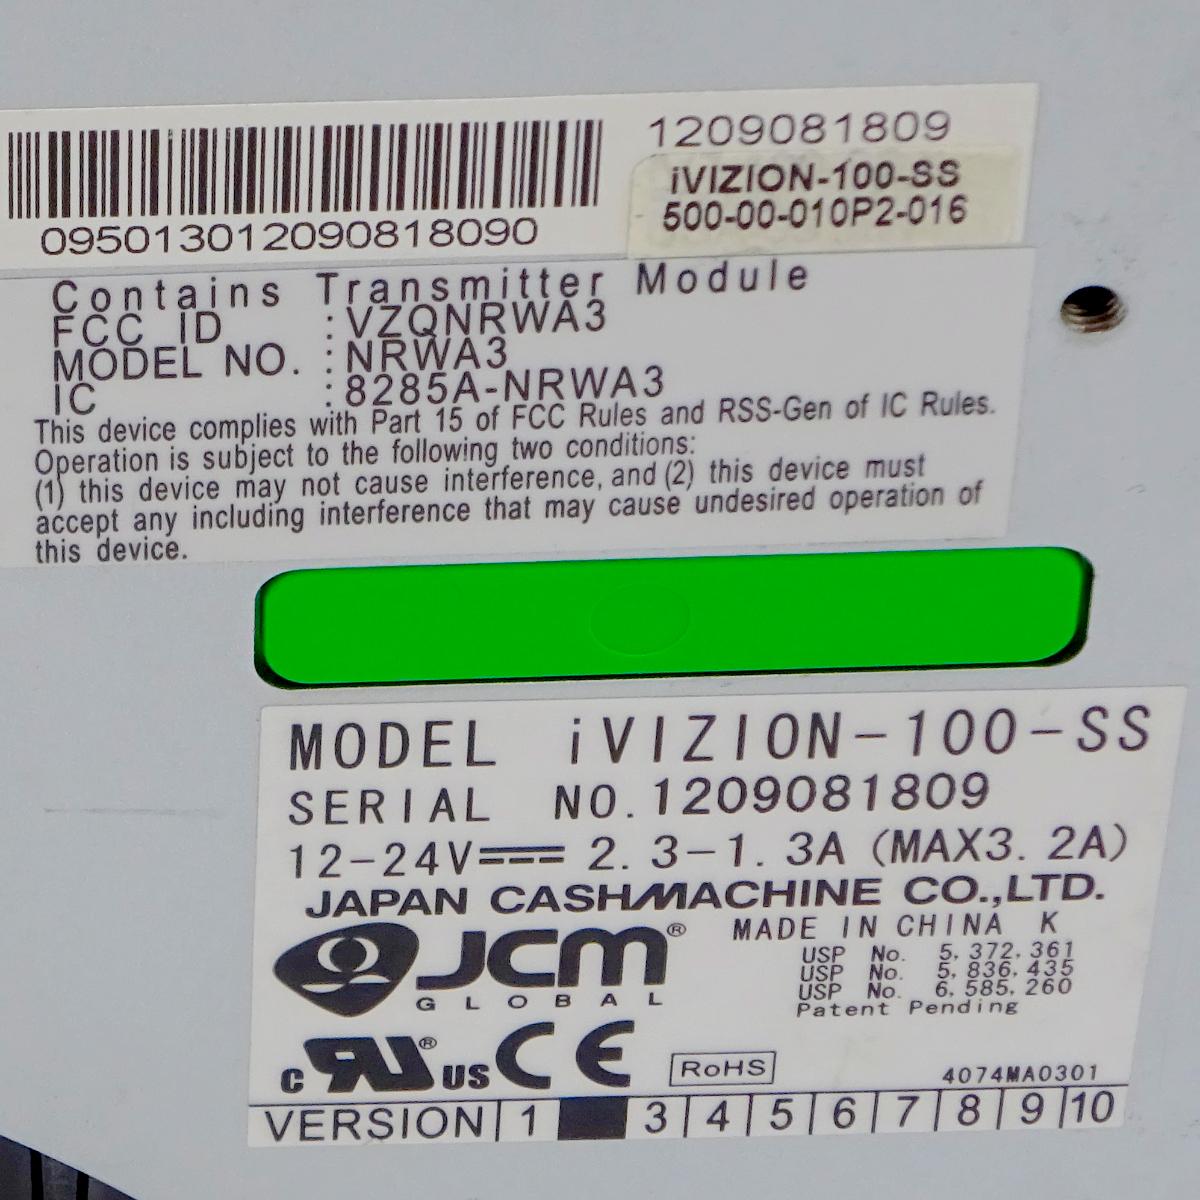 1209081809
iVIZION-100-SS
500-00-010P2-016
095013012090818090
Contains Transmitter Module
FCC ID :VZQNRWA3
MODEL NO. :NRWA3
IC :8285A-NRWA3
This device complies with Part 15 of FCC Rules and RSS-Gen of IC Rules.
Operation is subject to the following two conditions:
(1) this device may not cause interference, and (2) this device must
accept any including interference that may cause undesired operation of
this device.
MODEL iVIZION-100-SS
SERIAL NO. 1209081809
12-24V⎓ 2.3-1.3A (MAX3.2A)
JAPAN CASHMACHINE CO.,LTD.
JCM®
GLOBAL
MADE IN CHINA K
USP No. 5,372,361
USP No. 5,836,435
USP No. 6,585,260
Patent Pending
c RU® US CE
RoHS
4074MA0301
VERSION 1 3 4 5 6 7 8 9 10